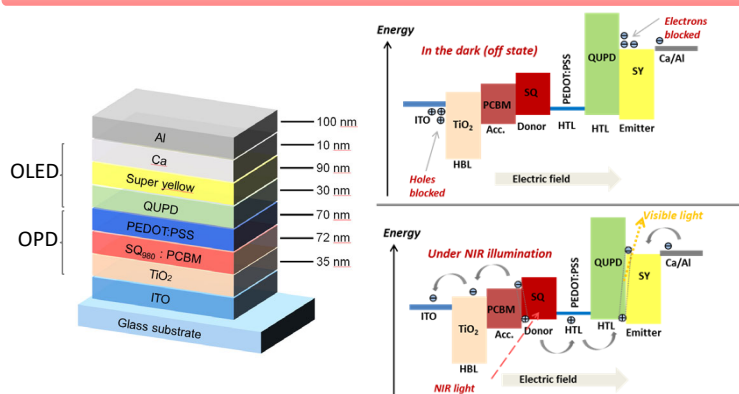 OLED
OPD
Al
Ca
Super yellow
QUPD
PEDOT:PSS
SQ980 : PCBM
TiO2
ITO
Glass substrate
100 nm
10 nm
90 nm
30 nm
70 nm
72 nm
35 nm
Energy
In the dark (off state)
Electrons
blocked
ITO
TiO2
HBL
PCBM
Acc.
SQ
Donor
PEDOT:PSS
HTL
QUPD
HTL
SY
Emitter
Ca/Al
Holes
blocked
Electric field
Energy
Under NIR illumination
Visible light
ITO
TiO2
HBL
PCBM
Acc.
SQ
Donor
PEDOT:PSS
HTL
QUPD
HTL
SY
Emitter
Ca/Al
NIR light
Electric field